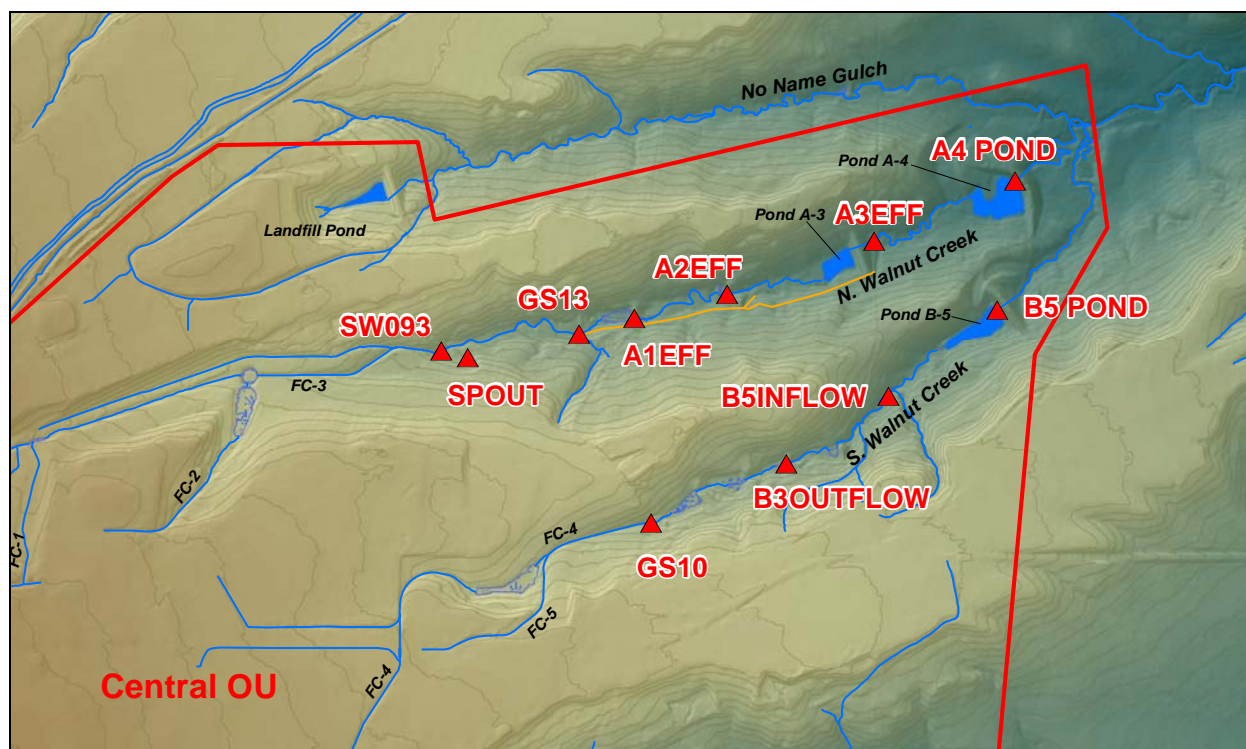 No Name Gulch
A4 POND
Pond A-4
Landfill Pond
Pond A-3
A3EFF
N. Walnut Creek
A2EFF
GS13
B5 POND
Pond B-5
SW093
A1EFF
FC-3
SPOUT
B5INFLOW
S. Walnut Creek
FC-2
B3OUTFLOW
FC-1
FC-4
GS10
FC-5
Central OU
FC-4